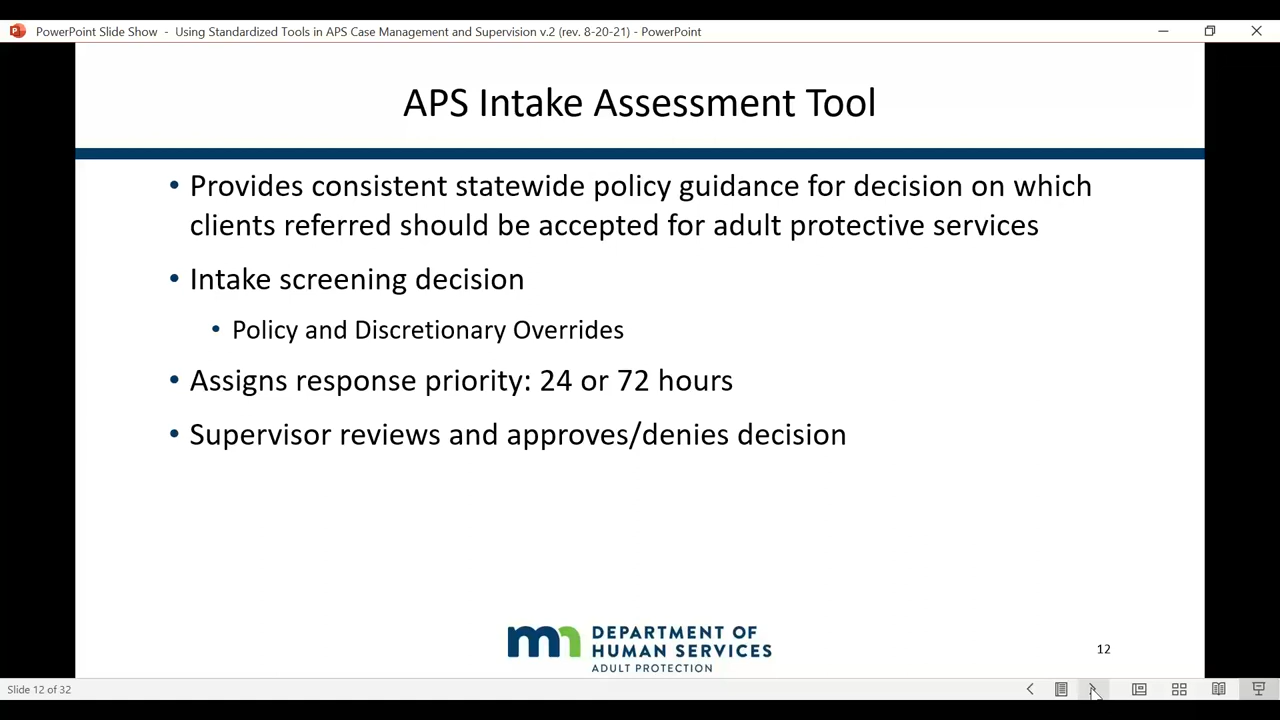 PowerPoint Slide Show - Using Standardized Tools in APS Case Management and Supervision v.2 (rev. 8-20-21) - PowerPoint
APS Intake Assessment Tool
• Provides consistent statewide policy guidance for decision on which
clients referred should be accepted for adult protective services
• Intake screening decision
• Policy and Discretionary Overrides
• Assigns response priority: 24 or 72 hours
• Supervisor reviews and approves/denies decision
mn DEPARTMENT OF
HUMAN SERVICES
ADULT PROTECTION
12
Slide 12 of 32